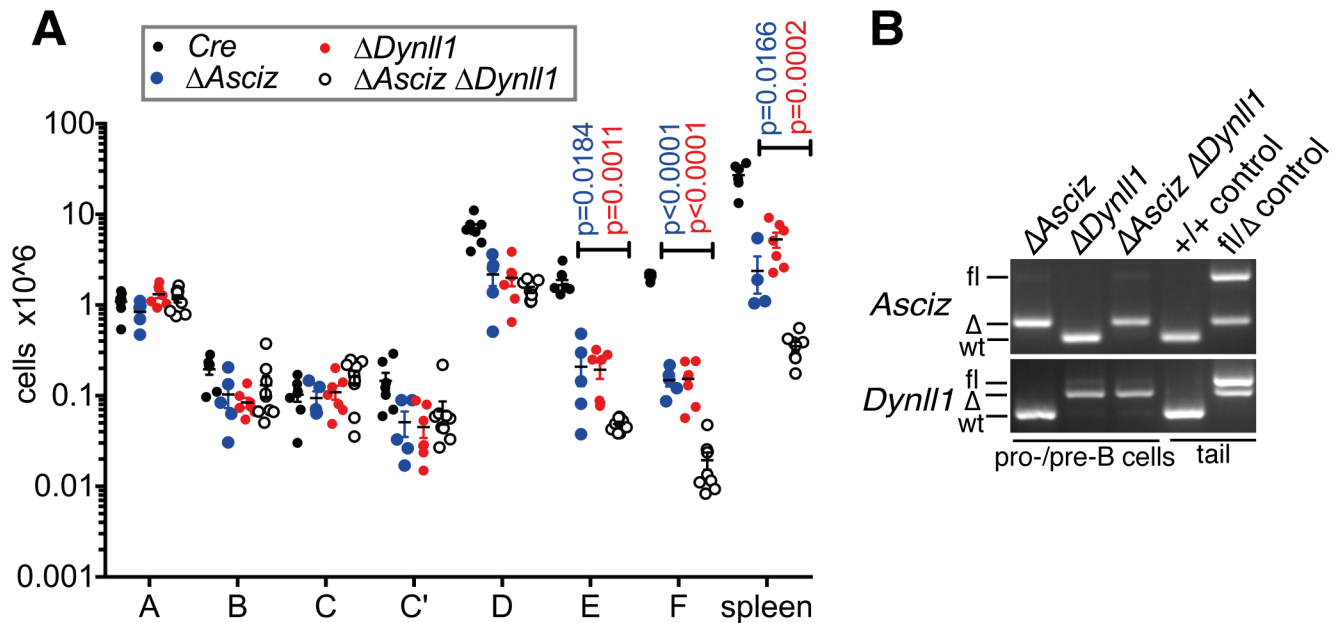 A
Cre
ΔDynll1
ΔAsciz
ΔAsciz ΔDynll1
p=0.0184
p=0.0011
p<0.0001
p<0.0001
p=0.0166
p=0.0002
cells x10^6
100
10
1
0.1
0.01
0.001
A B C C' D E F spleen
B
ΔAsciz
ΔDynll1
ΔAsciz ΔDynll1
+/+ control
fl/Δ control
Asciz
fl
Δ
wt
Dynll1
fl
Δ
wt
pro-/pre-B cells
tail